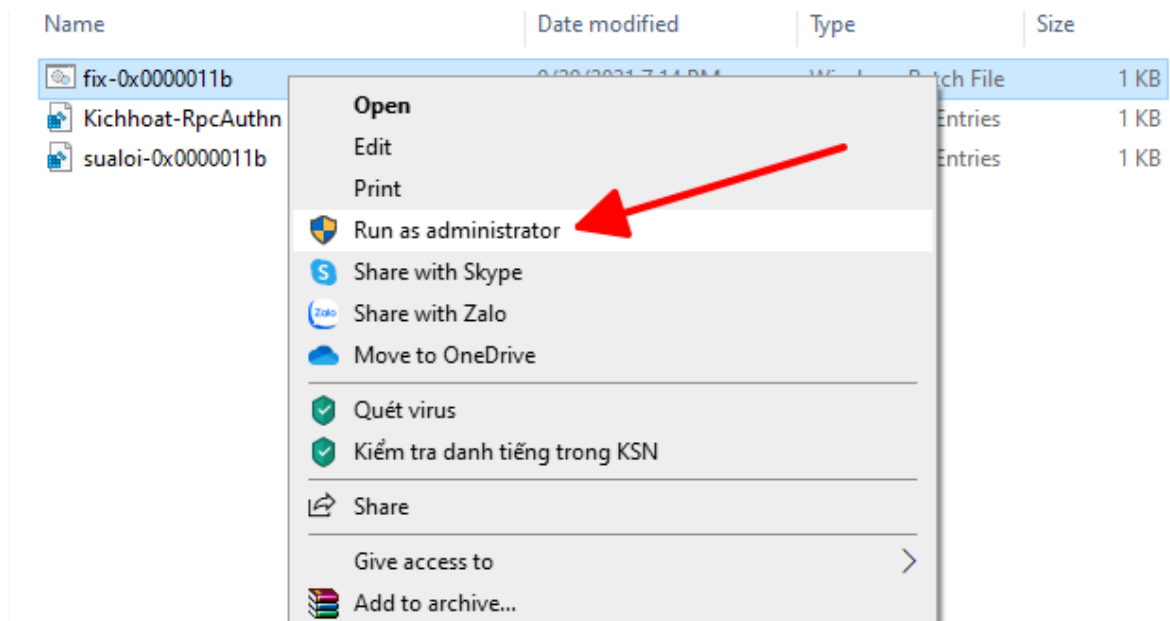 Name Date modified Type Size
fix-0x0000011b 1 KB
Kichhoat-RpcAuthn Entries 1 KB
sualoi-0x0000011b Entries 1 KB
Open
Edit
Print
Run as administrator
Share with Skype
Zalo Share with Zalo
Move to OneDrive
Quét virus
Kiểm tra danh tiếng trong KSN
Share
Give access to
Add to archive...